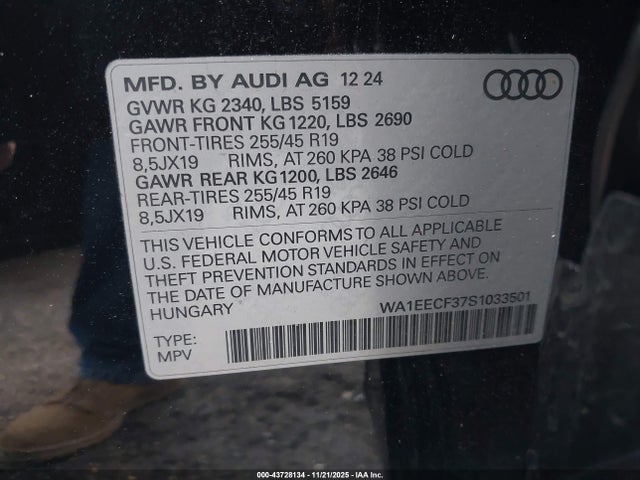 MFD. BY AUDI AG 12 24
GVWR KG 2340, LBS 5159
GAWR FRONT KG 1220, LBS 2690
FRONT-TIRES 255/45 R19
8,5JX19 RIMS, AT 260 KPA 38 PSI COLD
GAWR REAR KG1200, LBS 2646
REAR-TIRES 255/45 R19
8,5JX19 RIMS, AT 260 KPA 38 PSI COLD
THIS VEHICLE CONFORMS TO ALL APPLICABLE
U.S. FEDERAL MOTOR VEHICLE SAFETY AND
THEFT PREVENTION STANDARDS IN EFFECT ON
THE DATE OF MANUFACTURE SHOWN ABOVE.
HUNGARY
WA1EECF37S1033501
TYPE:
MPV
000-43728134 - 11/21/2025 - IAA Inc.